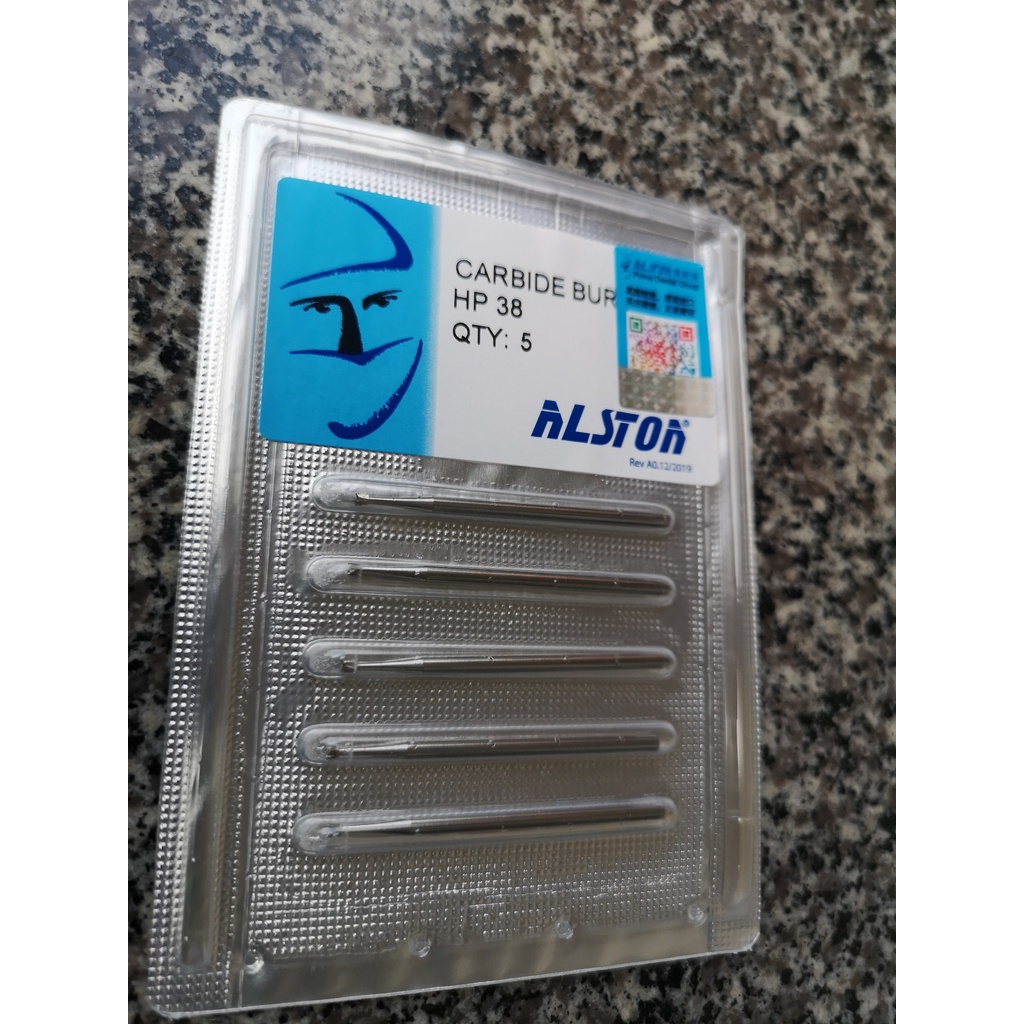 CARBIDE BUR
HP 38
QTY: 5
ALSTON®
Rev A0,12/2019